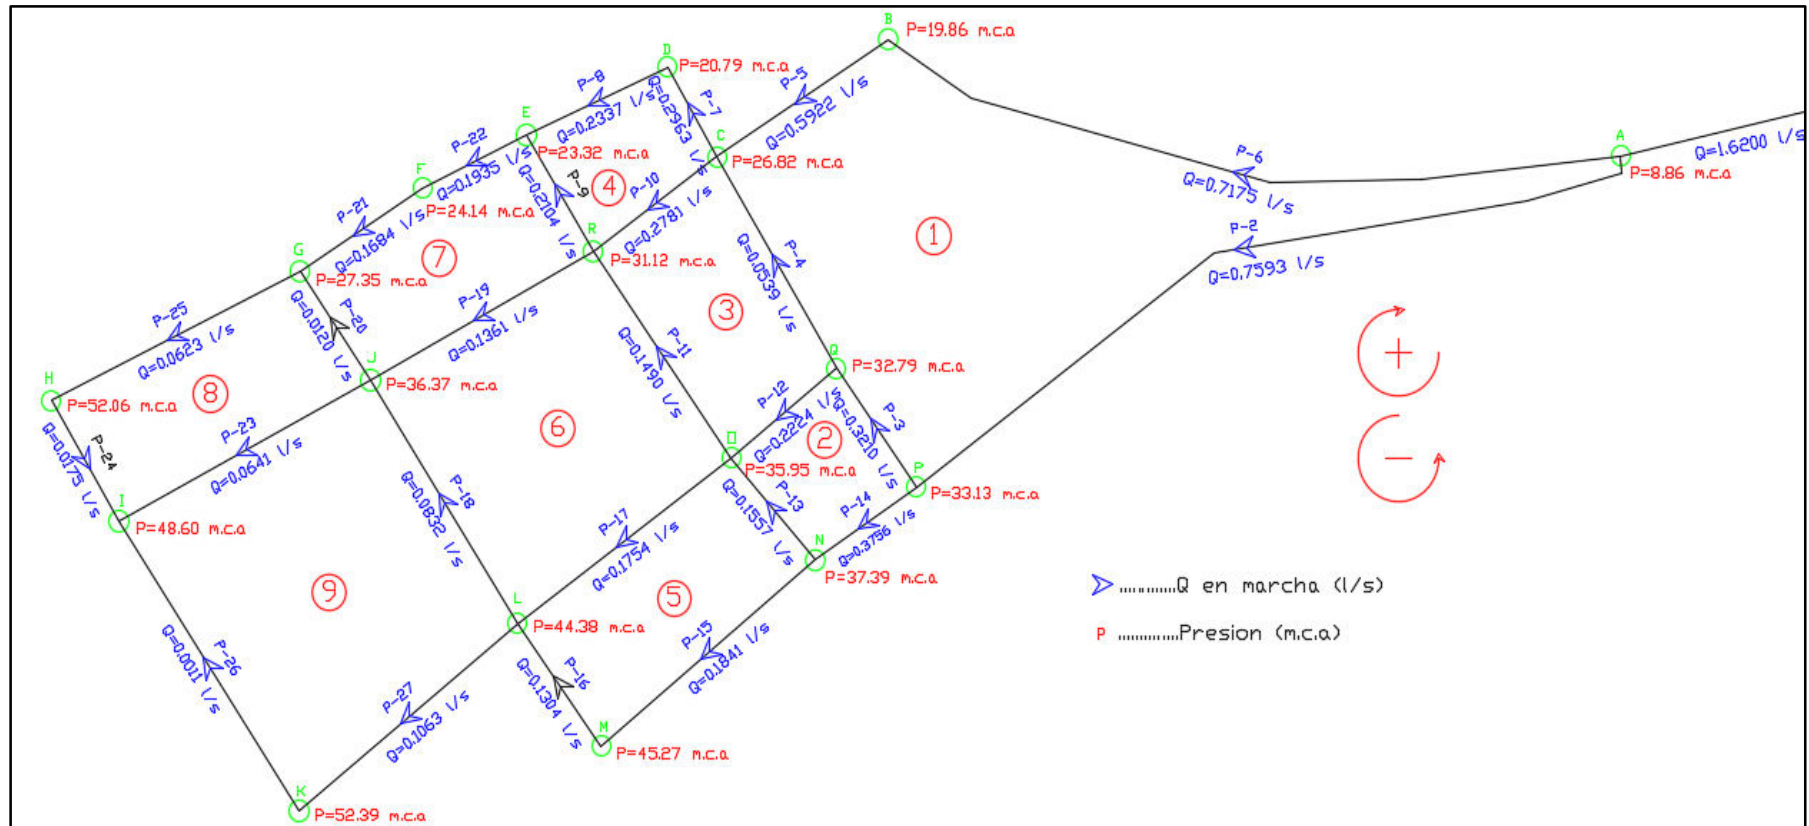 B
P=19.86 m.c.a
D
P=20.79 m.c.a
P-8
Q=0.2337 l/s
P-7
Q=0.2963 l/s
P-5
Q=0.5922 l/s
C
P=26.82 m.c.a
A
P=8.86 m.c.a
Q=1.6200 l/s
P-6
Q=0.7175 l/s
P-2
Q=0.7593 l/s
E
P=23.32 m.c.a
P-22
Q=0.1935 l/s
P-9
Q=0.2104 l/s
4
P-10
Q=0.2781 l/s
F
P=24.14 m.c.a
P-21
Q=0.1684 l/s
7
R
P=31.12 m.c.a
1
P-4
Q=0.0539 l/s
G
P=27.35 m.c.a
P-20
Q=0.0120 l/s
P-19
Q=0.1361 l/s
3
P-11
Q=0.1490 l/s
P-25
Q=0.0623 l/s
J
P=36.37 m.c.a
Q
P=32.79 m.c.a
H
P=52.06 m.c.a
8
P-23
Q=0.0641 l/s
6
P-12
Q=0.2224 l/s
2
P-3
Q=0.3210 l/s
P-24
Q=0.0175 l/s
O
P=35.95 m.c.a
P
P=33.13 m.c.a
I
P=48.60 m.c.a
P-18
Q=0.0832 l/s
P-17
Q=0.1754 l/s
P-13
Q=0.1557 l/s
P-14
Q=0.3756 l/s
N
P=37.39 m.c.a
9
L
P=44.38 m.c.a
5
P-15
Q=0.1841 l/s
P-26
Q=0.0011 l/s
P-27
Q=0.1063 l/s
P-16
Q=0.1304 l/s
M
P=45.27 m.c.a
K
P=52.39 m.c.a
+
−
.............Q en marcha (l/s)
P ..............Presion (m.c.a)